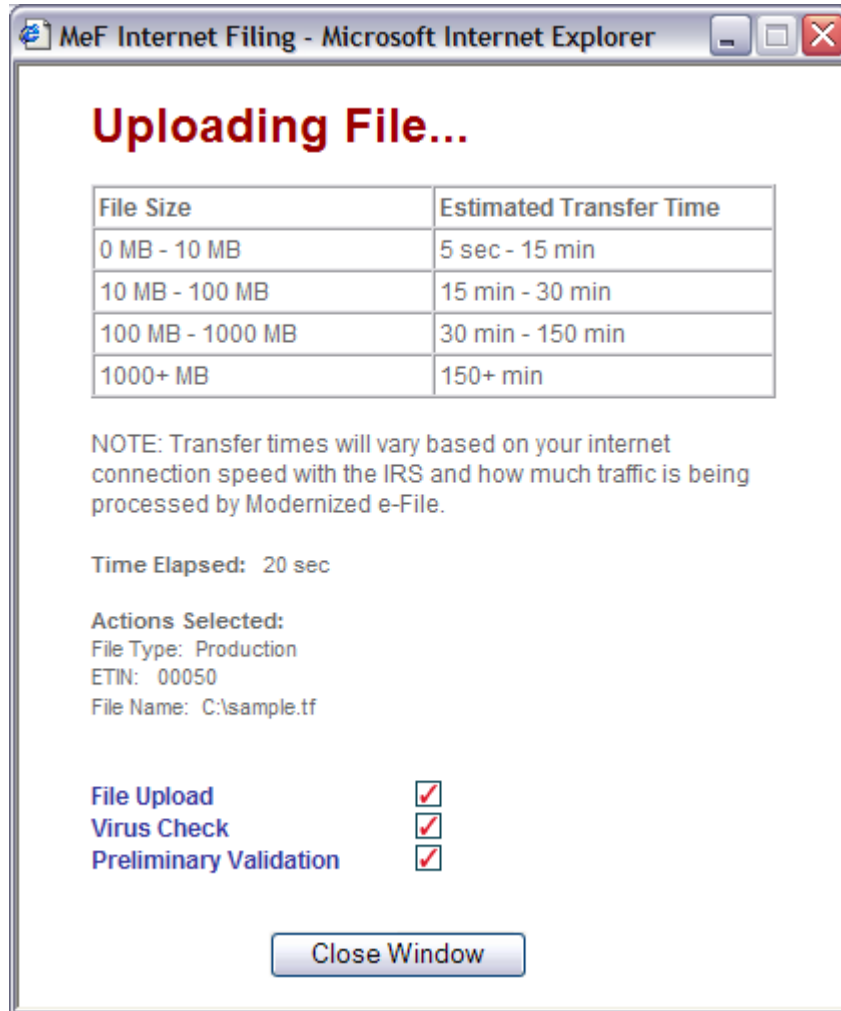 MeF Internet Filing - Microsoft Internet Explorer
Uploading File...
File Size Estimated Transfer Time
0 MB - 10 MB 5 sec - 15 min
10 MB - 100 MB 15 min - 30 min
100 MB - 1000 MB 30 min - 150 min
1000+ MB 150+ min
NOTE: Transfer times will vary based on your internet
connection speed with the IRS and how much traffic is being
processed by Modernized e-File.
Time Elapsed: 20 sec
Actions Selected:
File Type: Production
ETIN: 00050
File Name: C:\sample.tf
File Upload
Virus Check
Preliminary Validation
Close Window